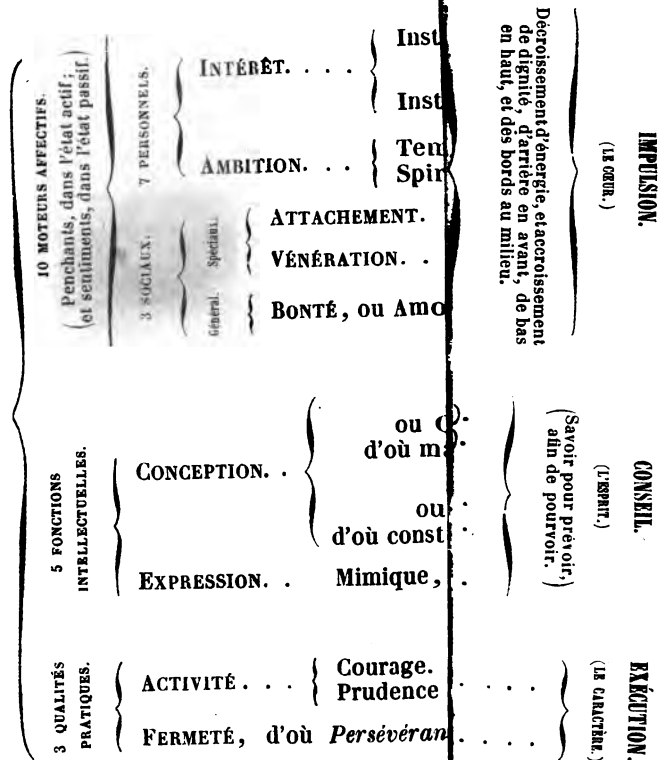 10 MOTEURS AFFECTIFS.
(Penchants, dans l'état actif;
et sentiments, dans l'état passif.)
7 PERSONNELS.
INTÉRÊT. . . . .
Inst
Inst
AMBITION. . . .
Tem
Spir
3 SOCIAUX.
Spéciaux.
ATTACHEMENT.
VÉNÉRATION. .
Général.
BONTÉ, ou Amo
Décroissement d'énergie, et accroissement
de dignité, d'arrière en avant, de bas
en haut, et des bords au milieu.
(LE CŒUR.)
IMPULSION.
5 FONCTIONS
INTELLECTUELLES.
CONCEPTION. .
ou
d'où
ou
d'où const
EXPRESSION. .
Mimique, .
(Savoir pour prévoir,
afin de pourvoir.)
(L'ESPRIT.)
CONSEIL.
3 QUALITÉS
PRATIQUES.
ACTIVITÉ. . . .
Courage.
Prudence . . . .
FERMETÉ, d'où Persévéran . . . .
(LE CARACTÈRE.)
EXÉCUTION.